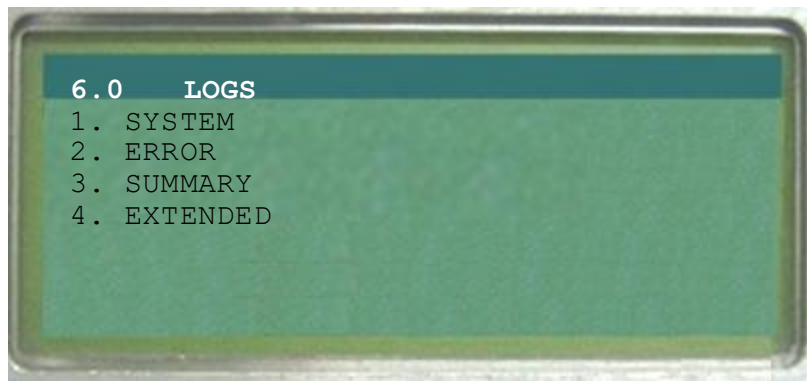 6.0 LOGS
1. SYSTEM
2. ERROR
3. SUMMARY
4. EXTENDED